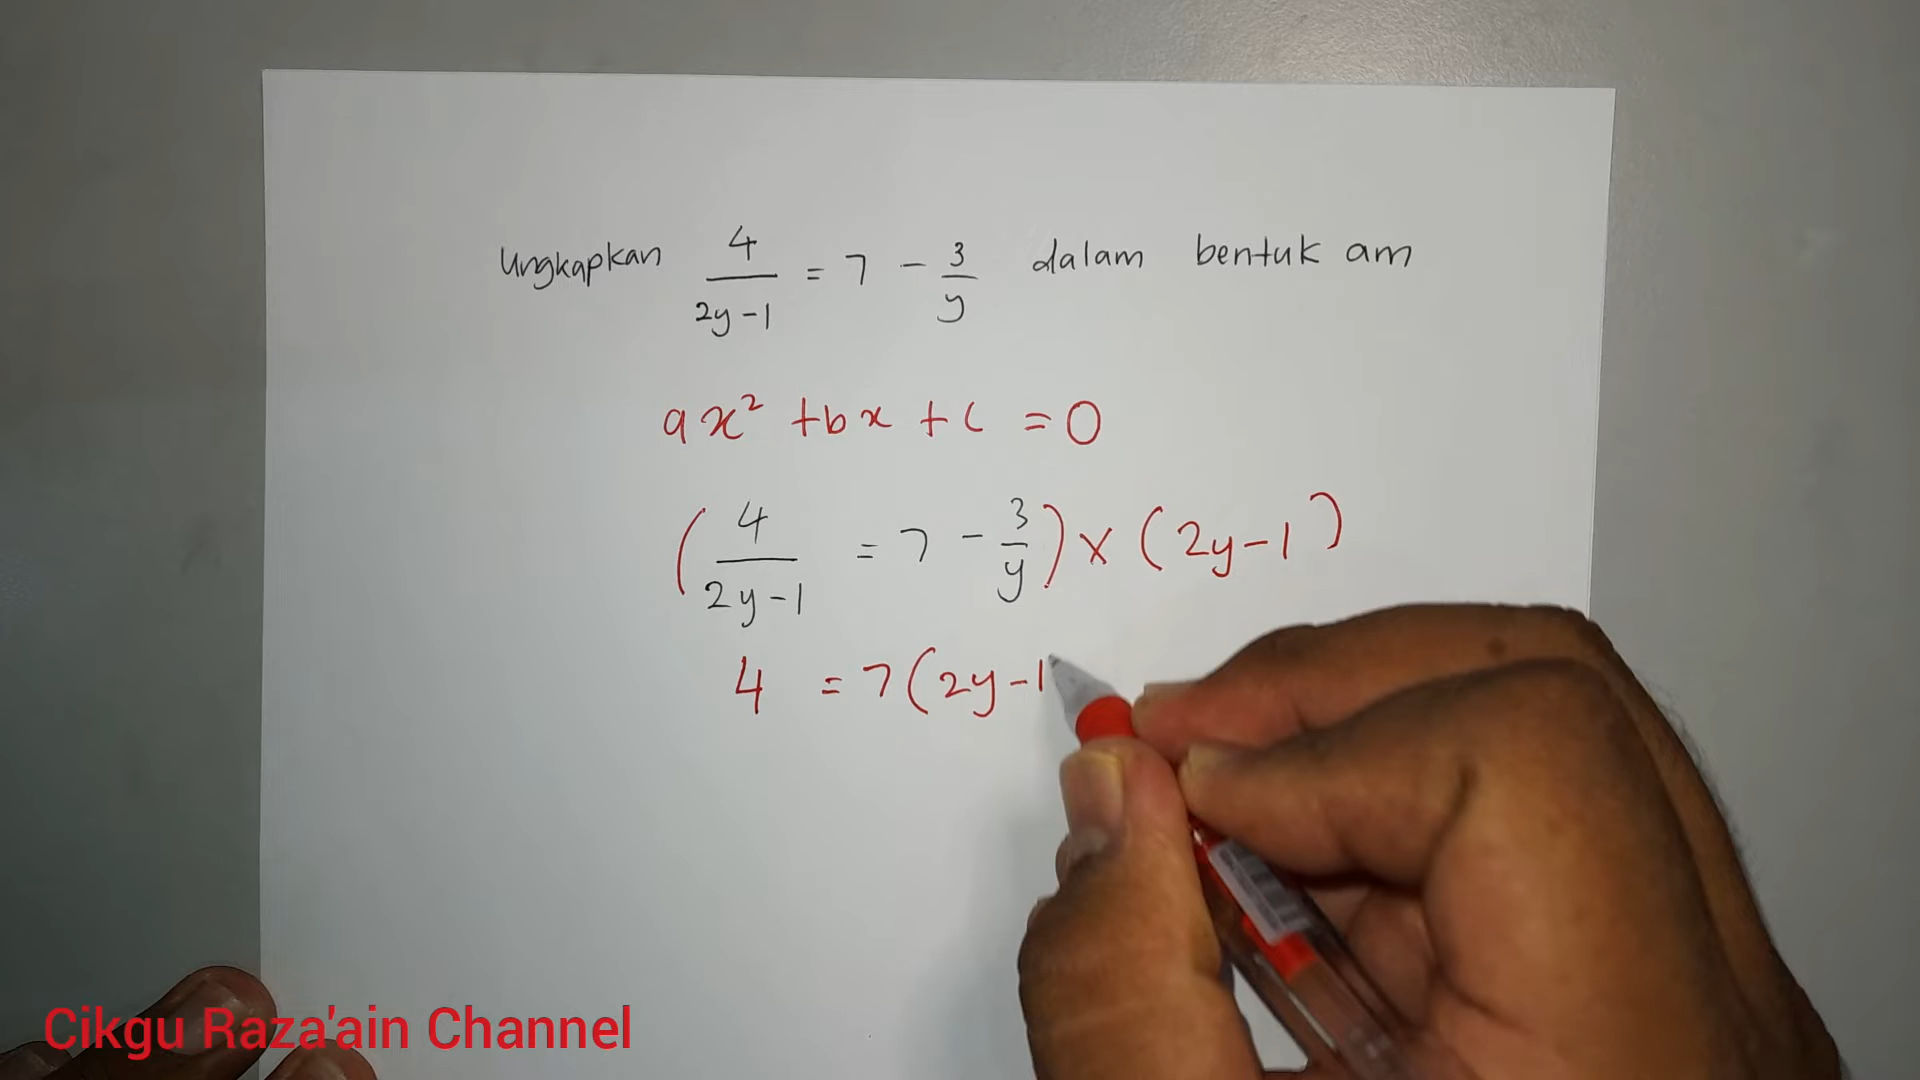 Ungkapkan 4/(2y-1) = 7 - 3/y dalam bentuk am
ax² + bx + c = 0
(4/(2y-1) = 7 - 3/y) x (2y-1)
4 = 7(2y-1
Cikgu Raza'ain Channel